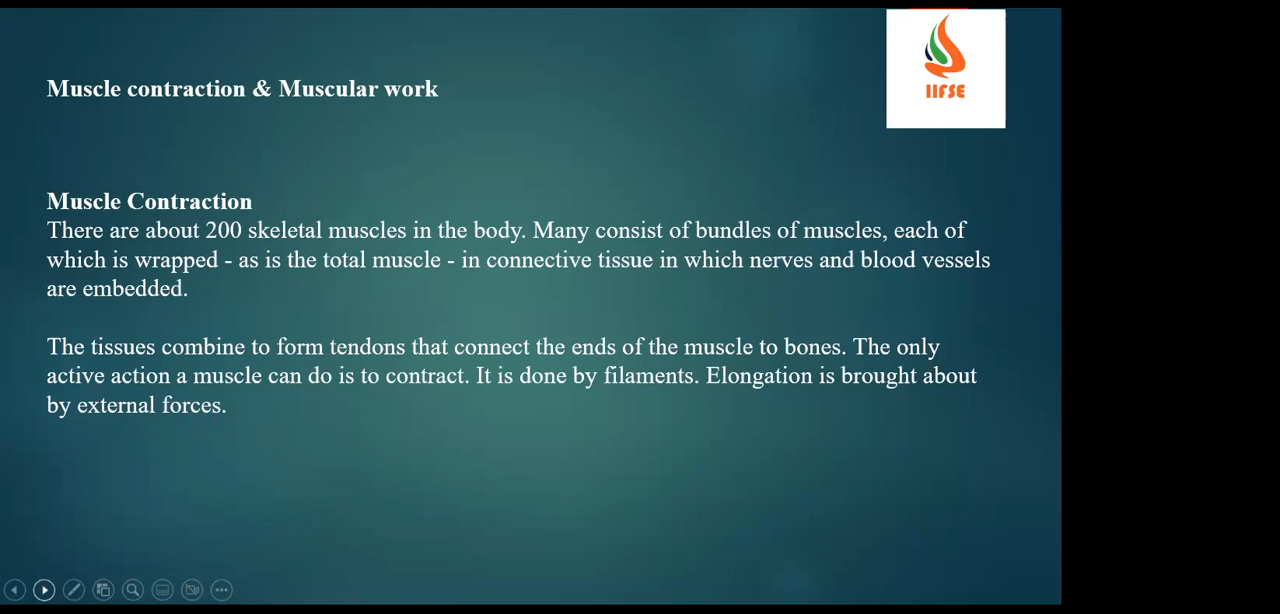 IIFSE
Muscle contraction & Muscular work
Muscle Contraction
There are about 200 skeletal muscles in the body. Many consist of bundles of muscles, each of
which is wrapped - as is the total muscle - in connective tissue in which nerves and blood vessels
are embedded.
The tissues combine to form tendons that connect the ends of the muscle to bones. The only
active action a muscle can do is to contract. It is done by filaments. Elongation is brought about
by external forces.